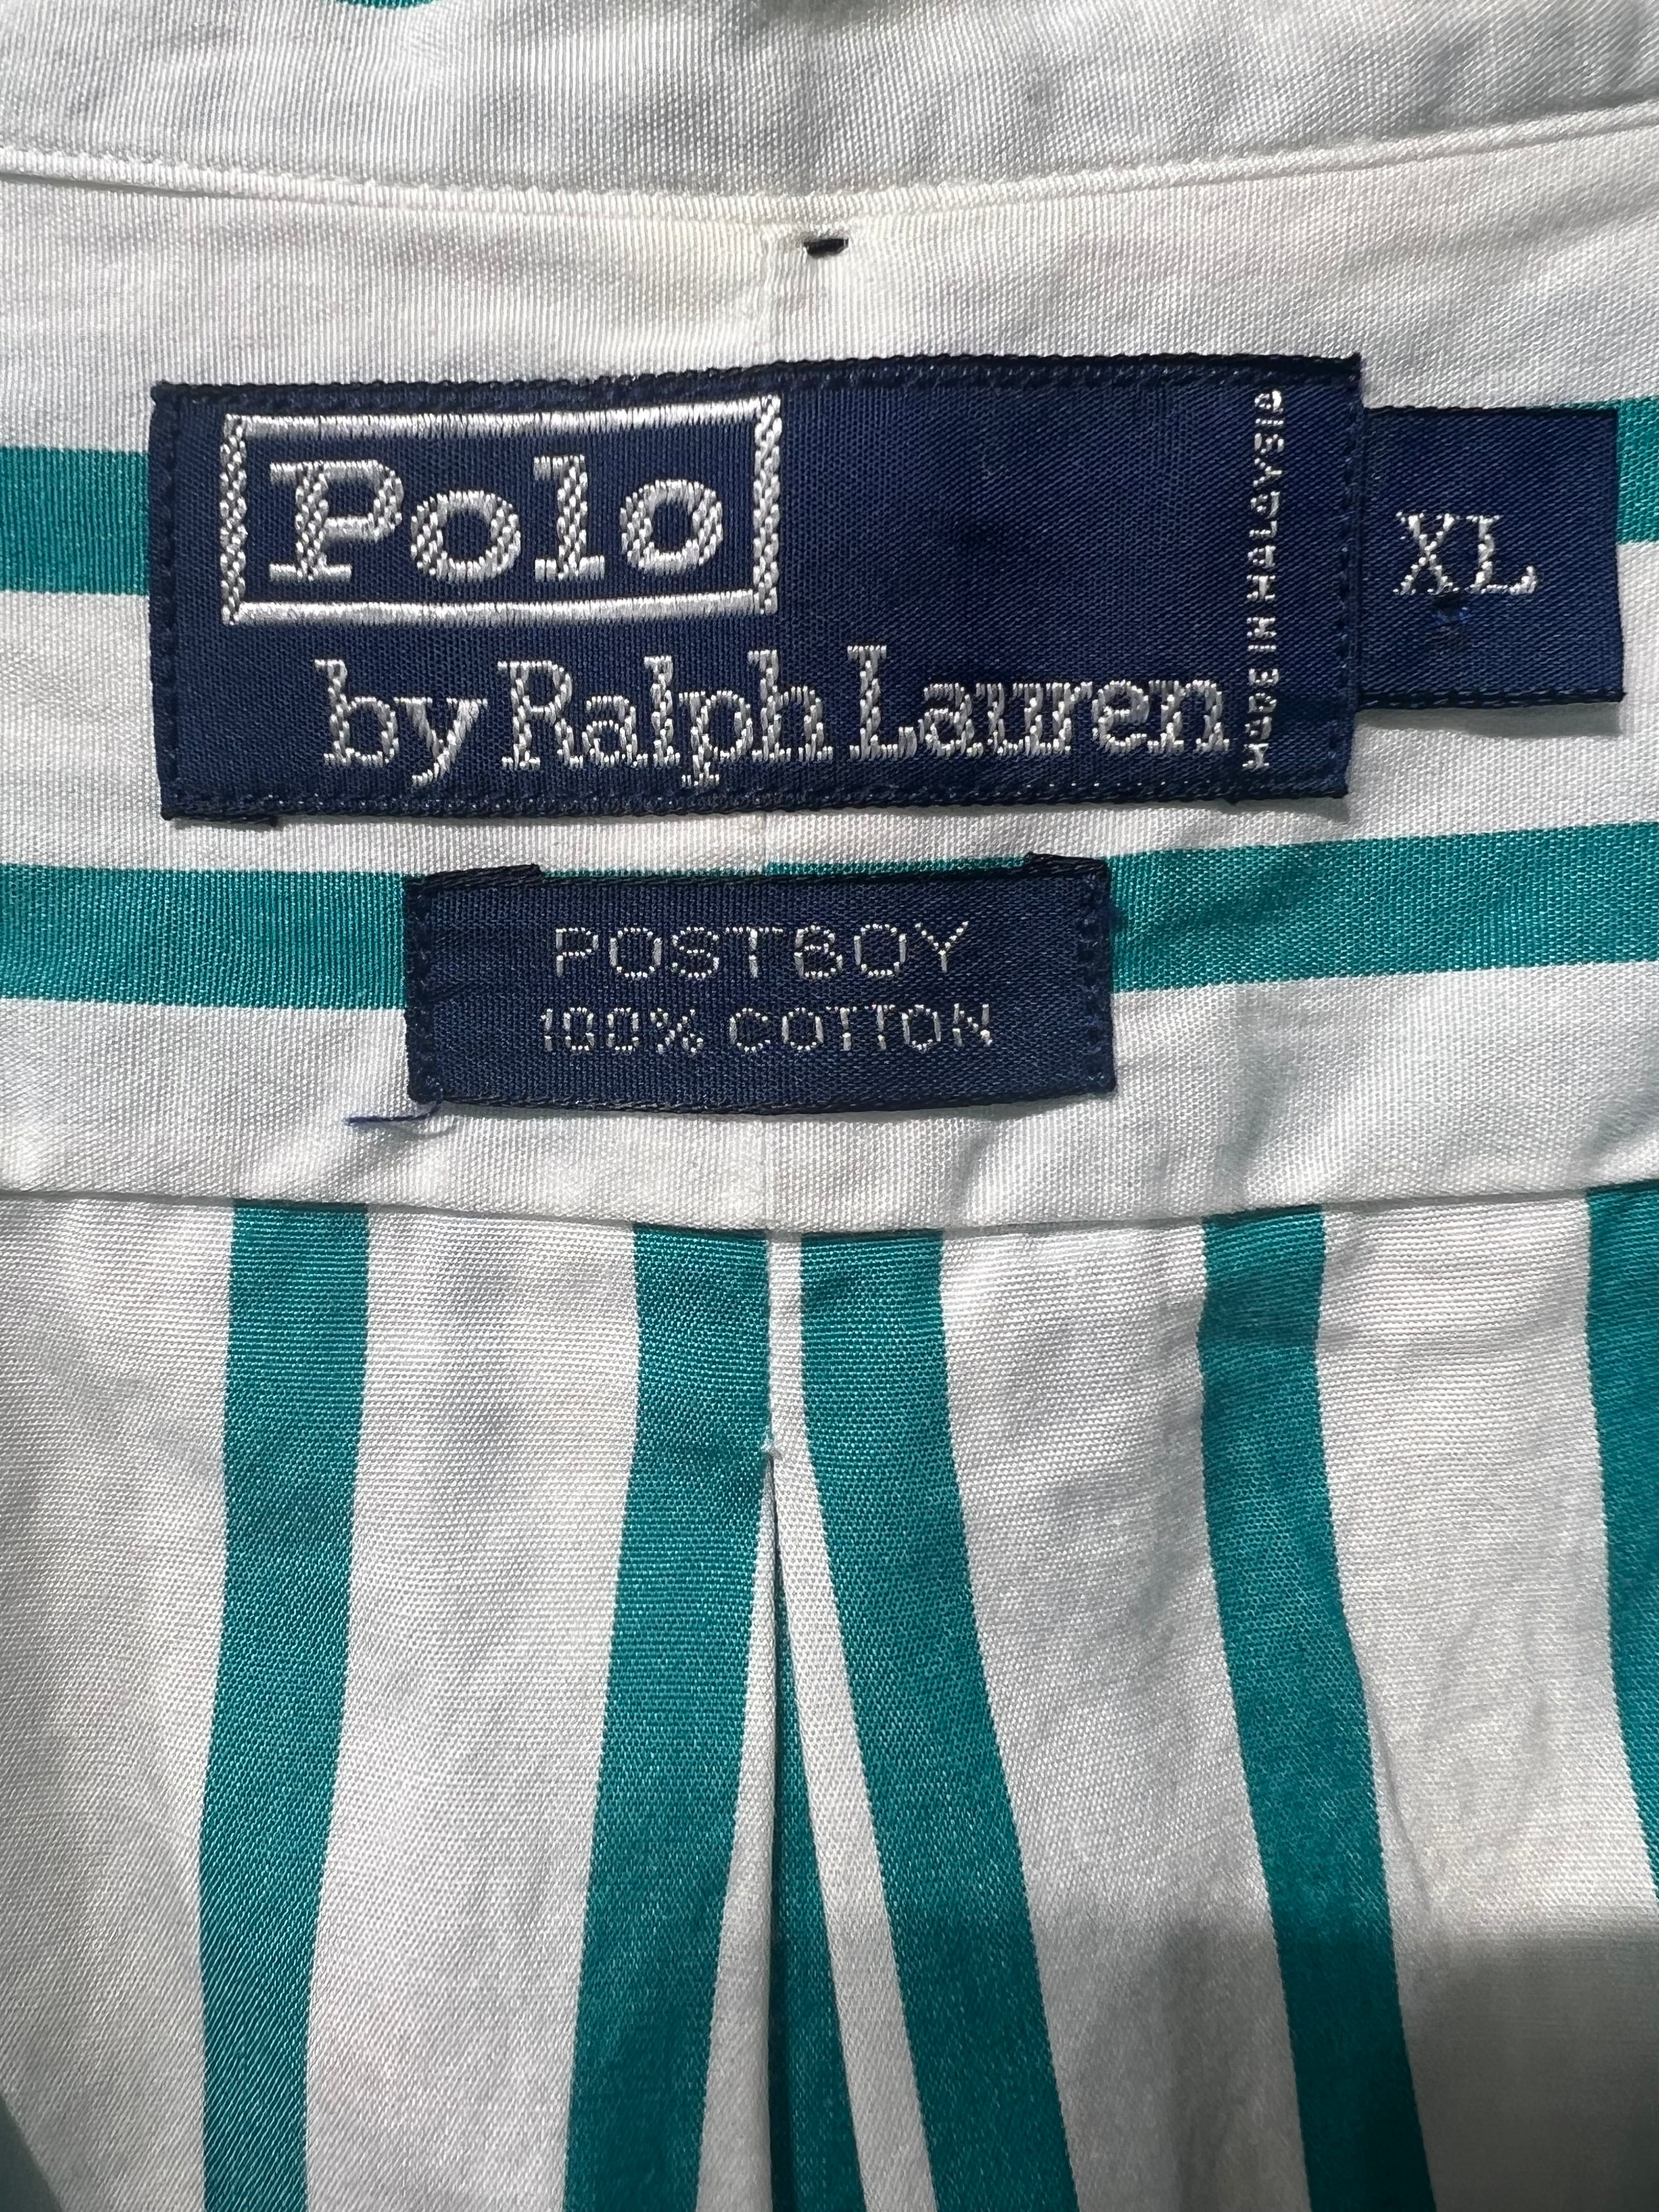 Polo
by Ralph Lauren
MADE IN MALAYSIA
XL
POSTBOY
100% COTTON